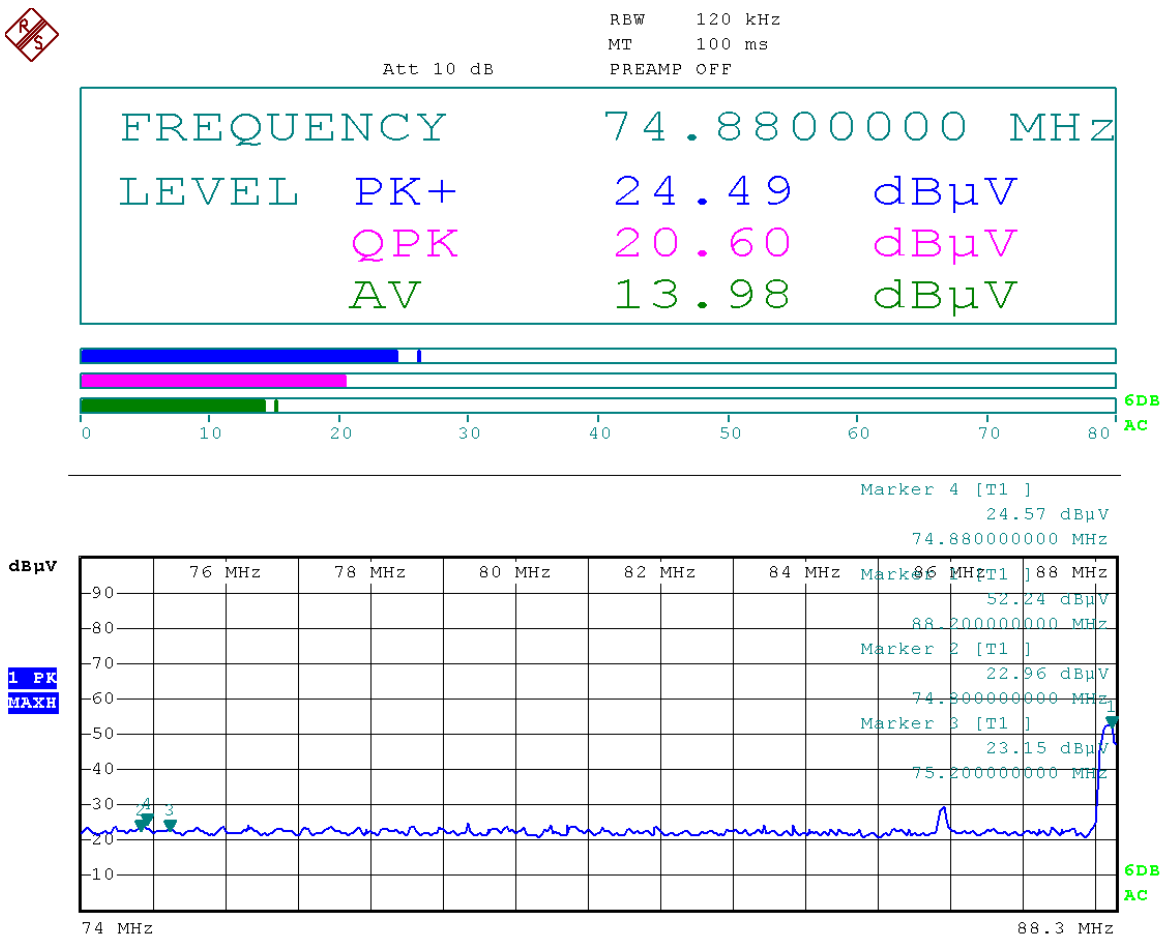 R S
RBW 120 kHz
MT 100 ms
Att 10 dB PREAMP OFF
FREQUENCY 74.8800000 MHz
LEVEL PK+ 24.49 dBµV
QPK 20.60 dBµV
AV 13.98 dBµV
6DB
AC
0 10 20 30 40 50 60 70 80
Marker 4 [T1 ]
24.57 dBµV
74.880000000 MHz
dBµV
76 MHz 78 MHz 80 MHz 82 MHz 84 MHz 86 MHz 88 MHz
Marker 1 [T1 ]
90
52.24 dBµV
88.200000000 MHz
80
Marker 2 [T1 ]
70
22.96 dBµV
1 PK
MAXH
60
74.800000000 MHz
1
Marker 3 [T1 ]
50
23.15 dBµV
40
75.200000000 MHz
30
2 4 3
20
10
6DB
AC
74 MHz 88.3 MHz